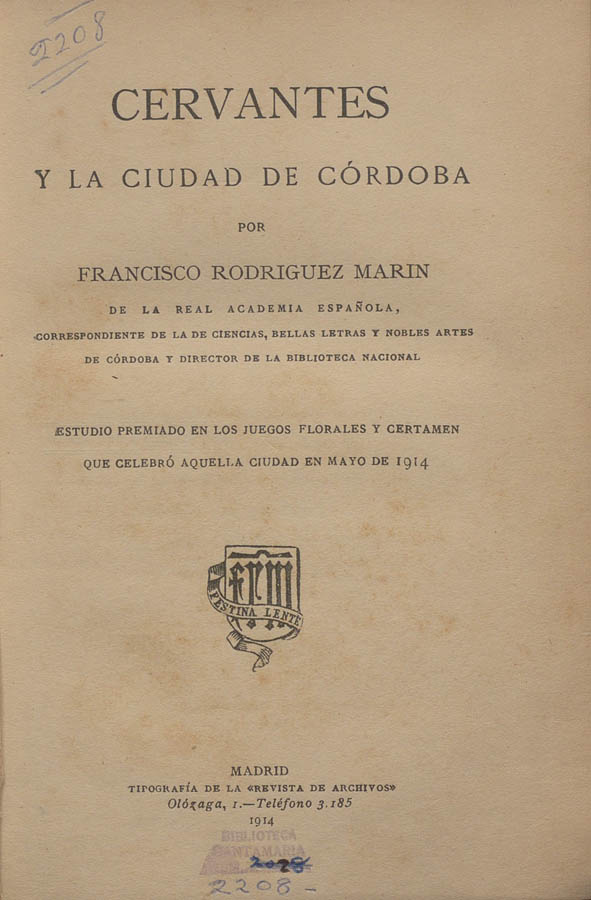 2208
CERVANTES
Y LA CIUDAD DE CÓRDOBA
POR
FRANCISCO RODRIGUEZ MARIN
DE LA REAL ACADEMIA ESPAÑOLA,
CORRESPONDIENTE DE LA DE CIENCIAS, BELLAS LETRAS Y NOBLES ARTES
DE CÓRDOBA Y DIRECTOR DE LA BIBLIOTECA NACIONAL
ESTUDIO PREMIADO EN LOS JUEGOS FLORALES Y CERTAMEN
QUE CELEBRÓ AQUELLA CIUDAD EN MAYO DE 1914
frm
FESTINA LENTE
MADRID
TIPOGRAFÍA DE LA «REVISTA DE ARCHIVOS»
Olózaga, 1.—Teléfono 3.185
1914
BIBLIOTECA
SANTAMARIA
2208 -